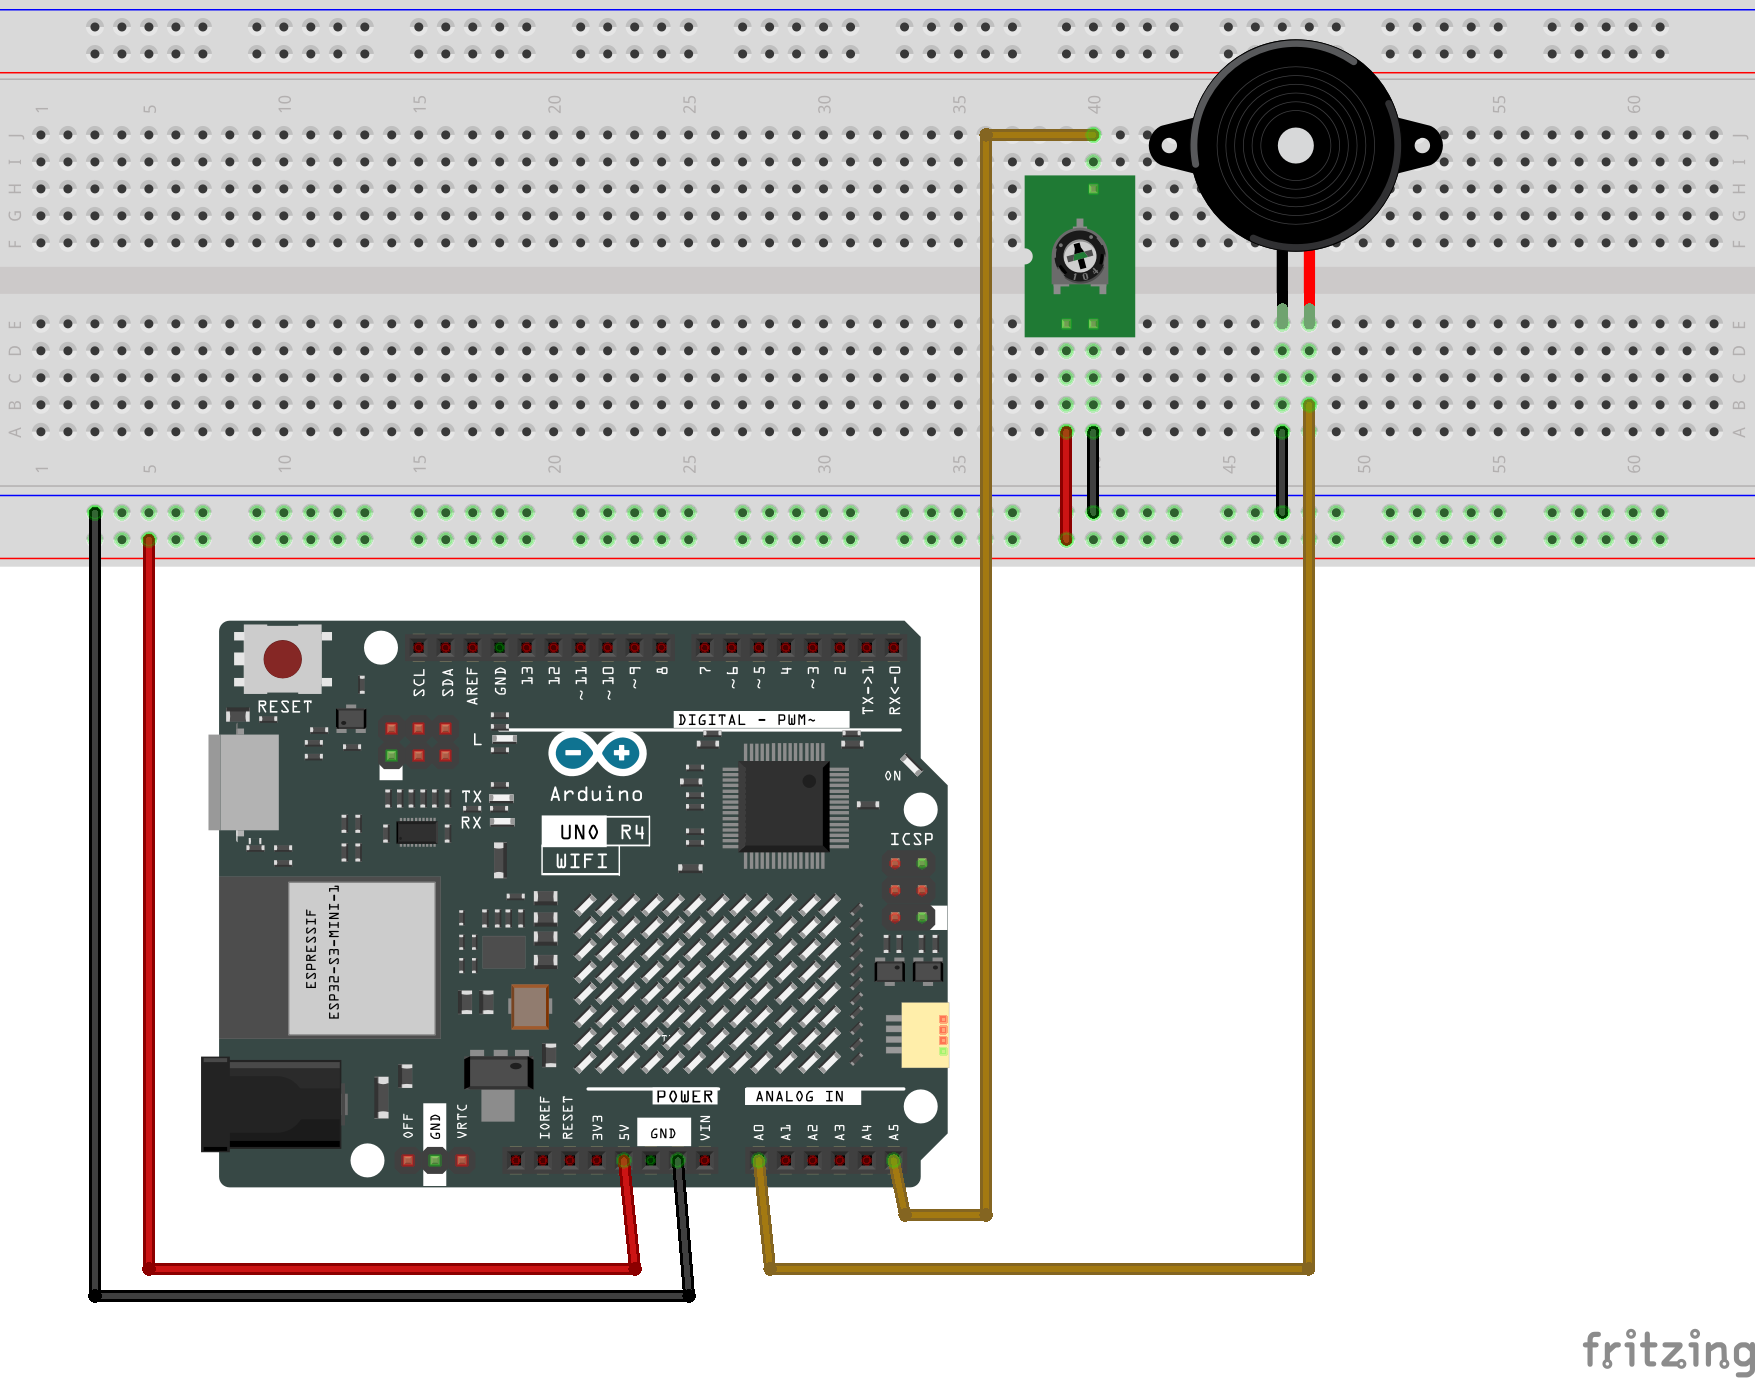 1 5 10 15 20 25 30 35 40 55 60
J J
I I
H H
G G
F F
E E
D D
C C
B B
A A
1 5 10 15 20 25 30 35 45 50 55 60
RESET
SCL SDA AREF GND 13 12 ~11 ~10 ~9 8 7 ~6 ~5 4 ~3 2 TX->1 RX<-0
DIGITAL - PWM~
L
ON
TX
RX
Arduino
UNO R4
WIFI
ICSP
ESPRESSIF
ESP32-S3-MINI-1
104
POWER ANALOG IN
OFF GND VRTC IOREF RESET 3V3 5V GND VIN A0 A1 A2 A3 A4 A5
fritzing